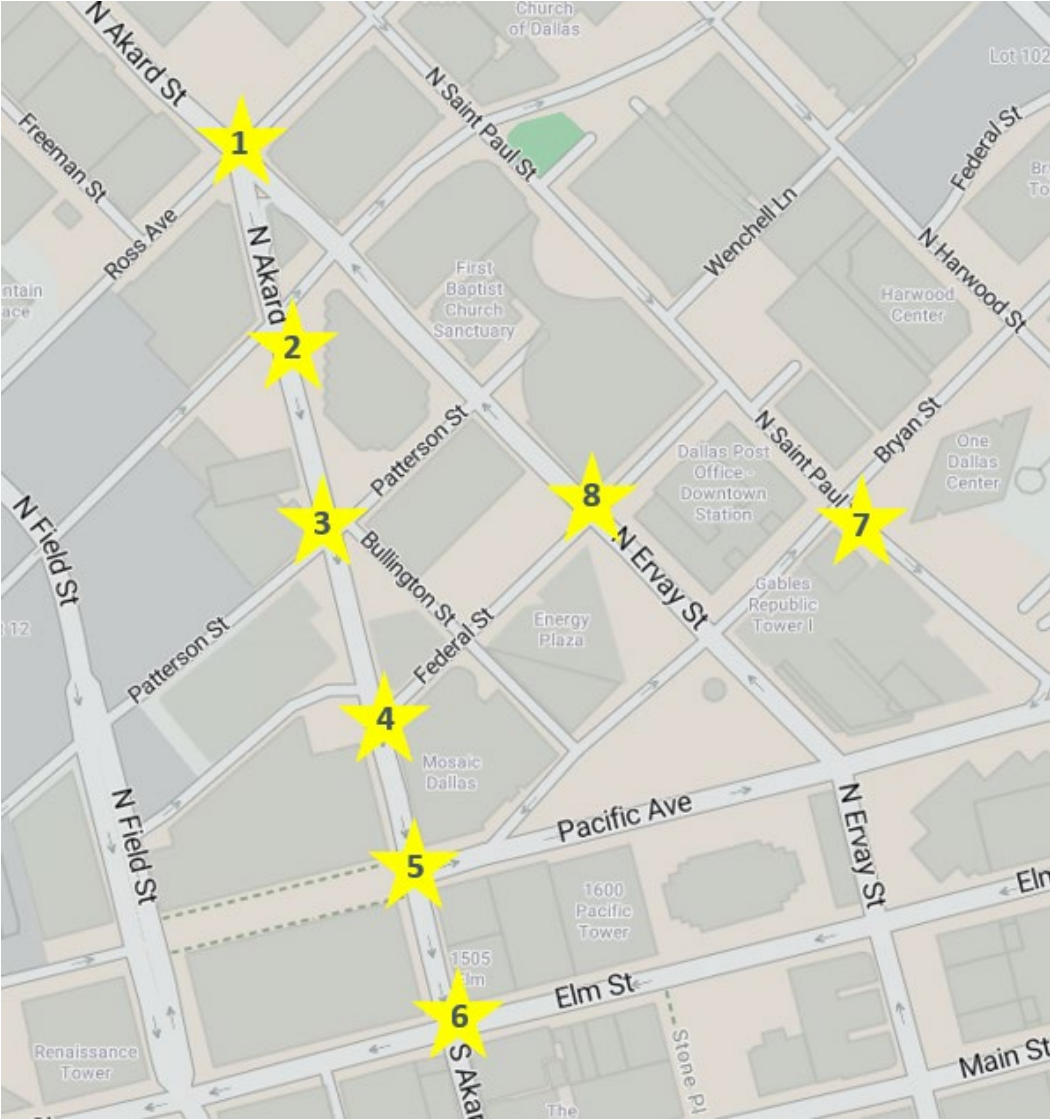 Church
of Dallas
N Akard St
Lot 102
N Saint Paul St
Freeman St
Federal St
1
Ross Ave
Wenchell Ln
N Akard
N Harwood St
First
Baptist
Church
Sanctuary
Harwood
Center
2
Patterson St
N Saint Paul
Bryan St
One
Dallas
Center
Dallas Post
Office -
Downtown
Station
8
3
7
N Field St
Bullington St
N Ervay St
Gables
Republic
Tower I
Energy
Plaza
Federal St
12
Patterson St
4
Mosaic
Dallas
N Field St
Pacific Ave
N Ervay St
5
1600
Pacific
Tower
1505
Elm
Elm St
6
Renaissance
Tower
S Akar
Stone Pl
Main St
The